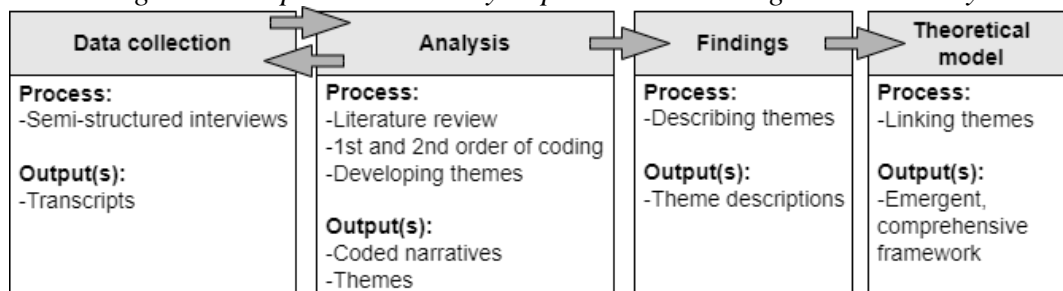 Data collection
Process:
-Semi-structured interviews
Output(s):
-Transcripts
Analysis
Process:
-Literature review
-1st and 2nd order of coding
-Developing themes
Output(s):
-Coded narratives
-Themes
Findings
Process:
-Describing themes
Output(s):
-Theme descriptions
Theoretical
model
Process:
-Linking themes
Output(s):
-Emergent,
comprehensive
framework